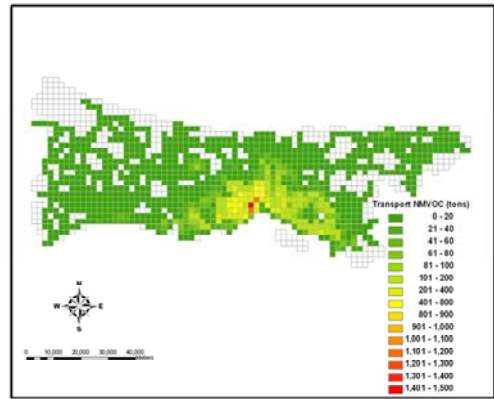 Transport NMVOC (tons)
0 - 20
21 - 40
41 - 60
61 - 80
81 - 100
101 - 200
201 - 400
401 - 800
801 - 900
901 - 1,000
1,001 - 1,100
1,101 - 1,200
1,201 - 1,300
1,301 - 1,400
1,401 - 1,500
N
W E
S
0 10,000 20,000 30,000 40,000
Meters